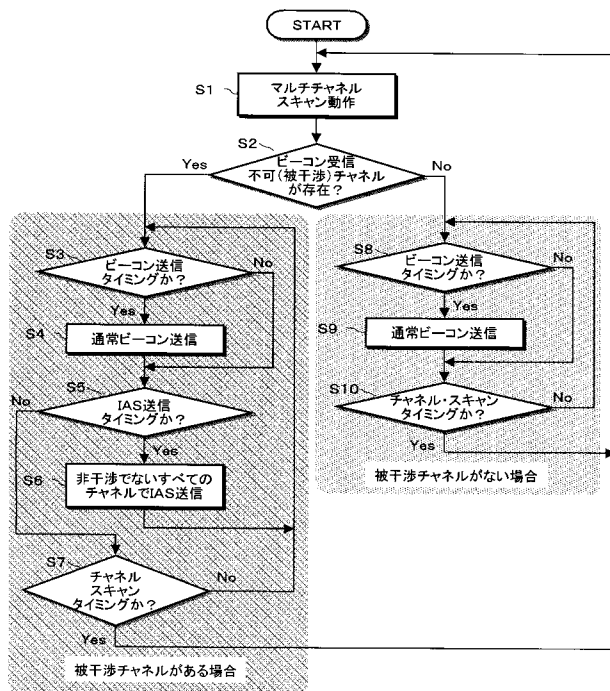 START
S1
マルチチャネル
スキャン動作
S2
ビーコン受信
不可(被干渉)チャネル
が存在？
Yes
No
S3
ビーコン送信
タイミングか？
No
Yes
S4
通常ビーコン送信
S5
IAS送信
タイミングか？
No
Yes
S6
非干渉でないすべての
チャネルでIAS送信
S7
チャネル
スキャン
タイミングか？
No
Yes
被干渉チャネルがある場合
S8
ビーコン送信
タイミングか？
No
Yes
S9
通常ビーコン送信
S10
チャネル・スキャン
タイミングか？
No
Yes
被干渉チャネルがない場合